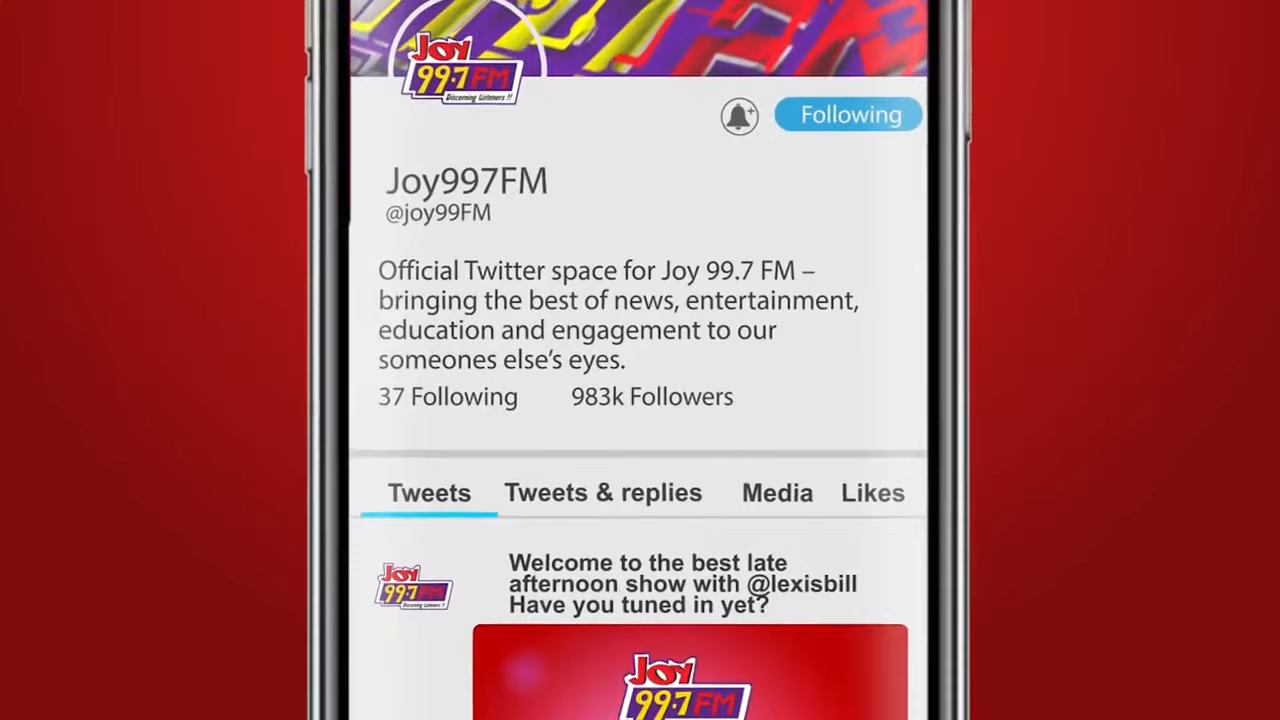 Joy
99.7 FM
Discerning Listeners !!
Following
Joy997FM
@joy99FM
Official Twitter space for Joy 99.7 FM –
bringing the best of news, entertainment,
education and engagement to our
someones else’s eyes.
37 Following 983k Followers
Tweets Tweets & replies Media Likes
Joy
99.7 FM
Discerning Listeners !!
Welcome to the best late
afternoon show with @lexisbill
Have you tuned in yet?
Joy
99.7 FM